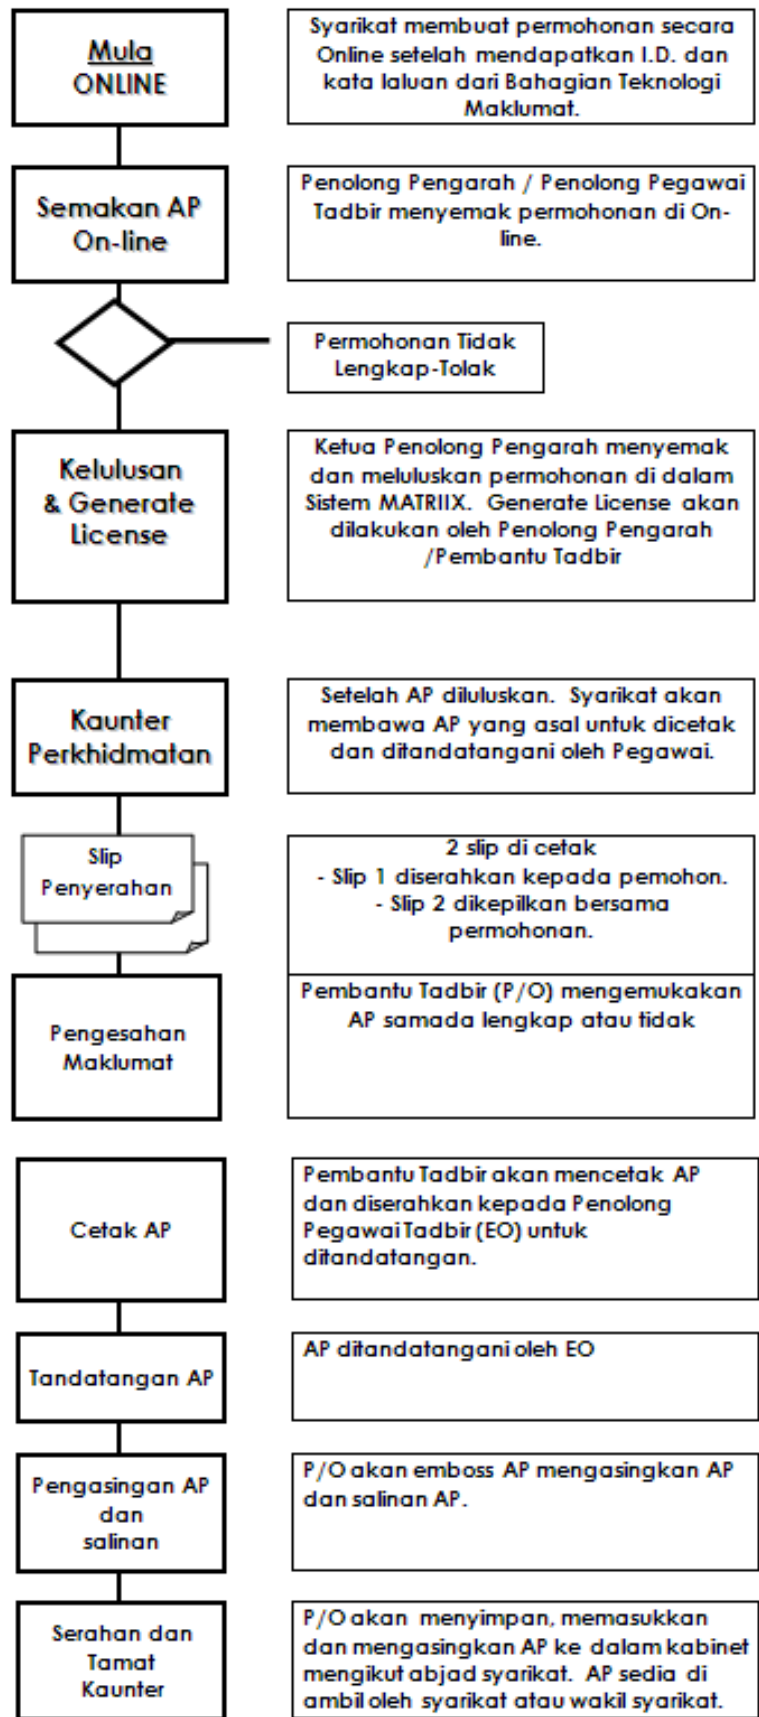 Mula
ONLINE
Syarikat membuat permohonan secara
Online setelah mendapatkan I.D. dan
kata laluan dari Bahagian Teknologi
Maklumat.
Semakan AP
On-line
Penolong Pengarah / Penolong Pegawai
Tadbir menyemak permohonan di On-
line.
Permohonan Tidak
Lengkap-Tolak
Kelulusan
& Generate
License
Ketua Penolong Pengarah menyemak
dan meluluskan permohonan di dalam
Sistem MATRIIX. Generate License akan
dilakukan oleh Penolong Pengarah
/Pembantu Tadbir
Kaunter
Perkhidmatan
Setelah AP diluluskan. Syarikat akan
membawa AP yang asal untuk dicetak
dan ditandatangani oleh Pegawai.
Slip
Penyerahan
2 slip di cetak
- Slip 1 diserahkan kepada pemohon.
- Slip 2 dikepilkan bersama
permohonan.
Pengesahan
Maklumat
Pembantu Tadbir (P/O) mengemukakan
AP samada lengkap atau tidak
Cetak AP
Pembantu Tadbir akan mencetak AP
dan diserahkan kepada Penolong
Pegawai Tadbir (EO) untuk
ditandatangan.
Tandatangan AP
AP ditandatangani oleh EO
Pengasingan AP
dan
salinan
P/O akan emboss AP mengasingkan AP
dan salinan AP.
Serahan dan
Tamat
Kaunter
P/O akan menyimpan, memasukkan
dan mengasingkan AP ke dalam kabinet
mengikut abjad syarikat. AP sedia di
ambil oleh syarikat atau wakil syarikat.